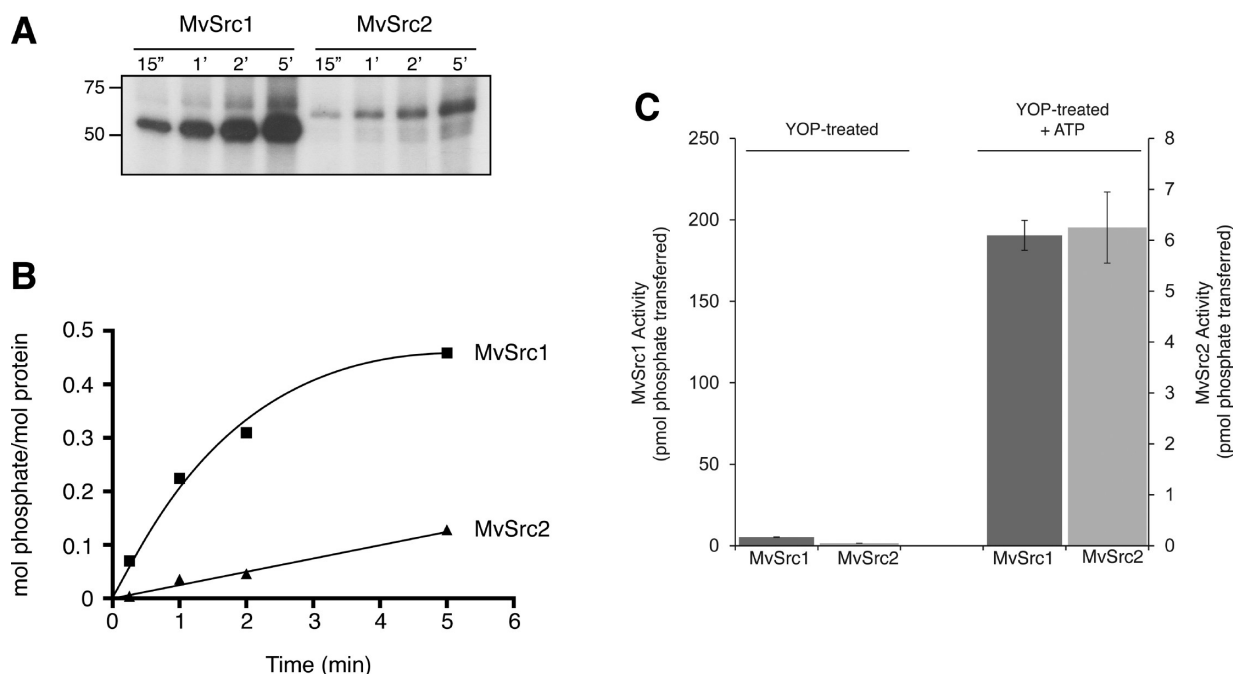 A
MvSrc1 MvSrc2
15” 1’ 2’ 5’ 15” 1’ 2’ 5’
75
50
B
mol phosphate/mol protein
0.5
0.4
0.3
0.2
0.1
0
MvSrc1
MvSrc2
0 1 2 3 4 5 6
Time (min)
C
YOP-treated
YOP-treated
+ ATP
MvSrc1 Activity
(pmol phosphate transferred)
250
200
150
100
50
0
8
7
6
5
4
3
2
1
0
MvSrc2 Activity
(pmol phosphate transferred)
MvSrc1 MvSrc2 MvSrc1 MvSrc2